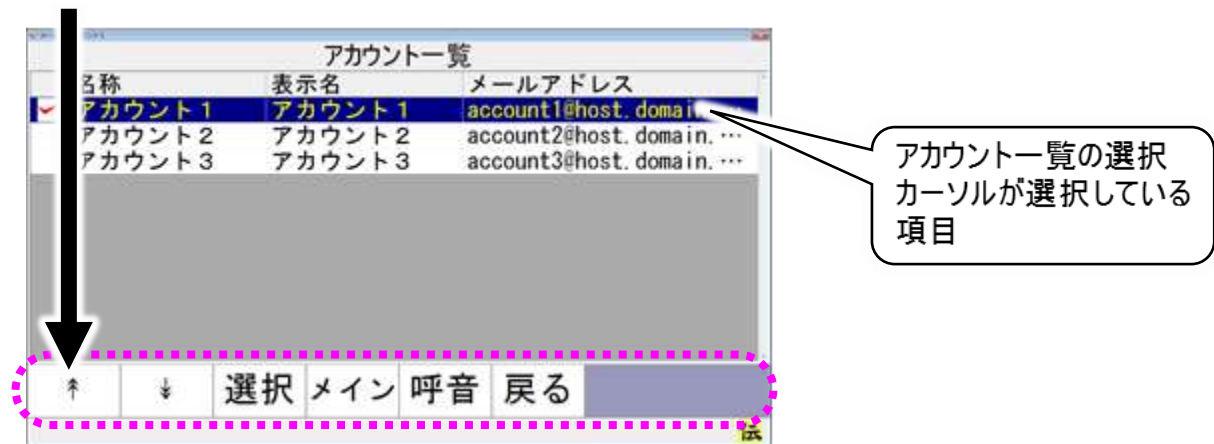 アカウント一覧
名称 表示名 メールアドレス
アカウント1 アカウント1 account1@host.domain.…
アカウント2 アカウント2 account2@host.domain.…
アカウント3 アカウント3 account3@host.domain.…
アカウント一覧の選択
カーソルが選択している
項目
↟ ↡ 選択 メイン 呼音 戻る
伝